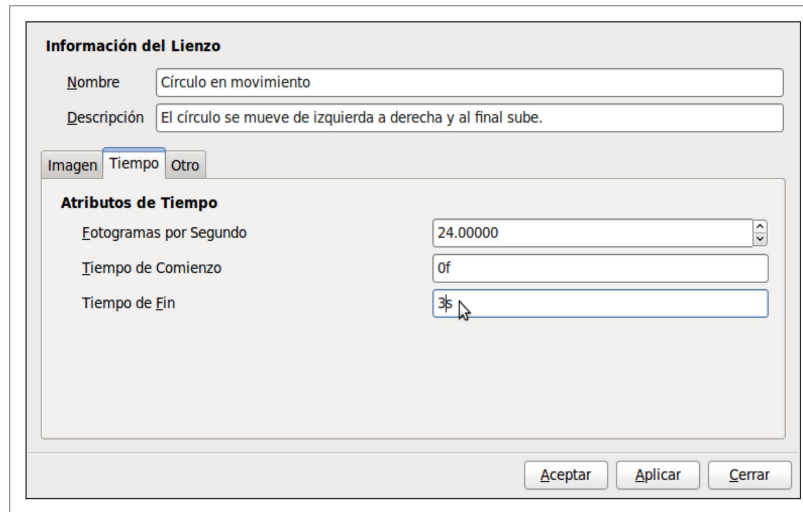 Información del Lienzo
Nombre Círculo en movimiento
Descripción El círculo se mueve de izquierda a derecha y al final sube.
Imagen Tiempo Otro
Atributos de Tiempo
Fotogramas por Segundo 24.00000
Tiempo de Comienzo 0f
Tiempo de Fin 3s
Aceptar Aplicar Cerrar